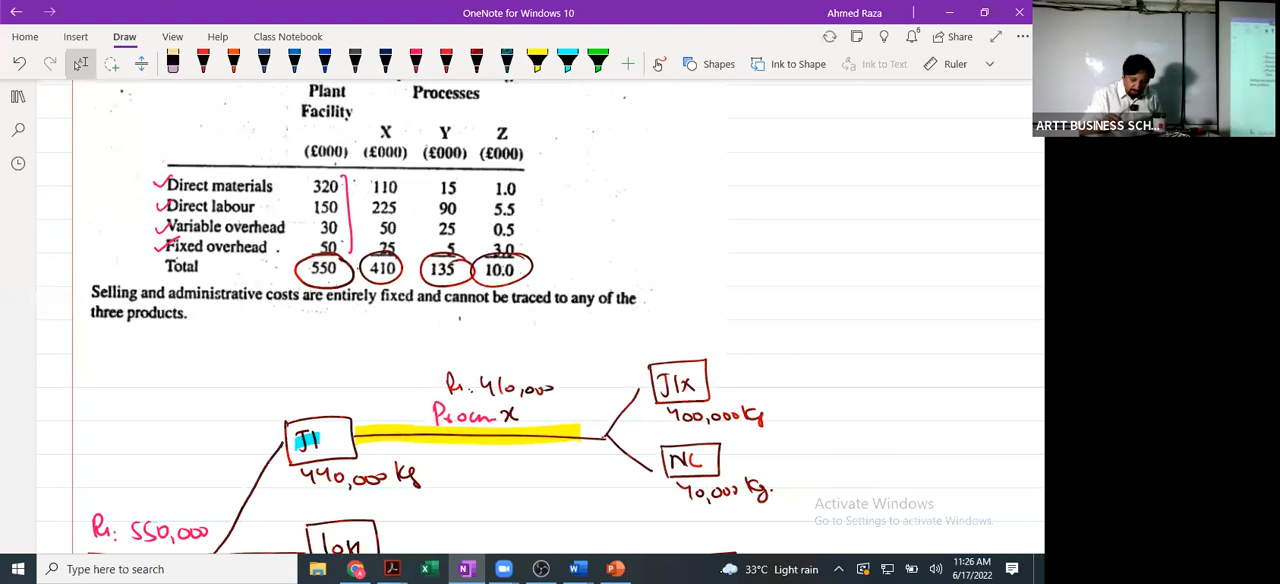 OneNote for Windows 10
Ahmed Raza
Home Insert Draw View Help Class Notebook
Share
Shapes Ink to Shape Ink to Text Ruler
ARTT BUSINESS SCH...
Plant Processes
Facility
X Y Z
(£000) (£000) (£000) (£000)
Direct materials 320 110 15 1.0
Direct labour 150 225 90 5.5
Variable overhead 30 50 25 0.5
Fixed overhead . 50 25 5 3.0
Total 550 410 135 10.0
Selling and administrative costs are entirely fixed and cannot be traced to any of the
three products.
Rs: 410,000
Process x
J1x
400,000kg
J1
440,000 kg
NL
40,000 kg.
Rs: 550,000
Loss
Activate Windows
Go to Settings to activate Windows.
Type here to search
33°C Light rain
11:26 AM
6/17/2022